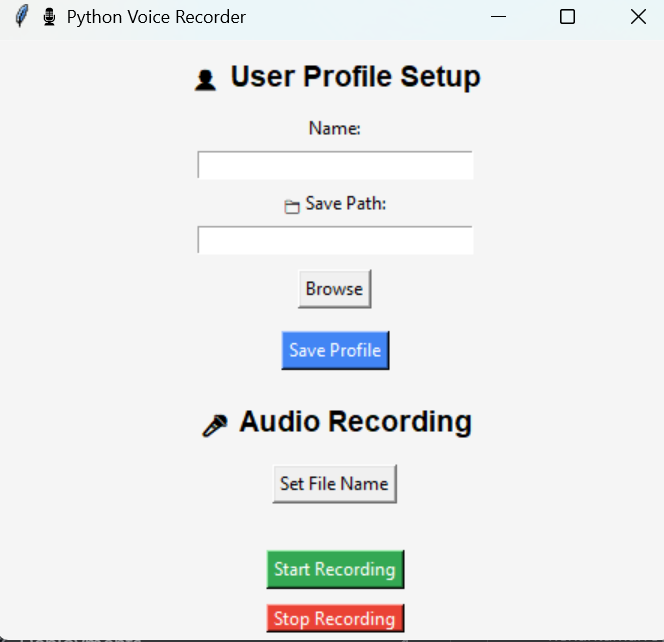 Python Voice Recorder
User Profile Setup
Name:
Save Path:
Browse
Save Profile
Audio Recording
Set File Name
Start Recording
Stop Recording